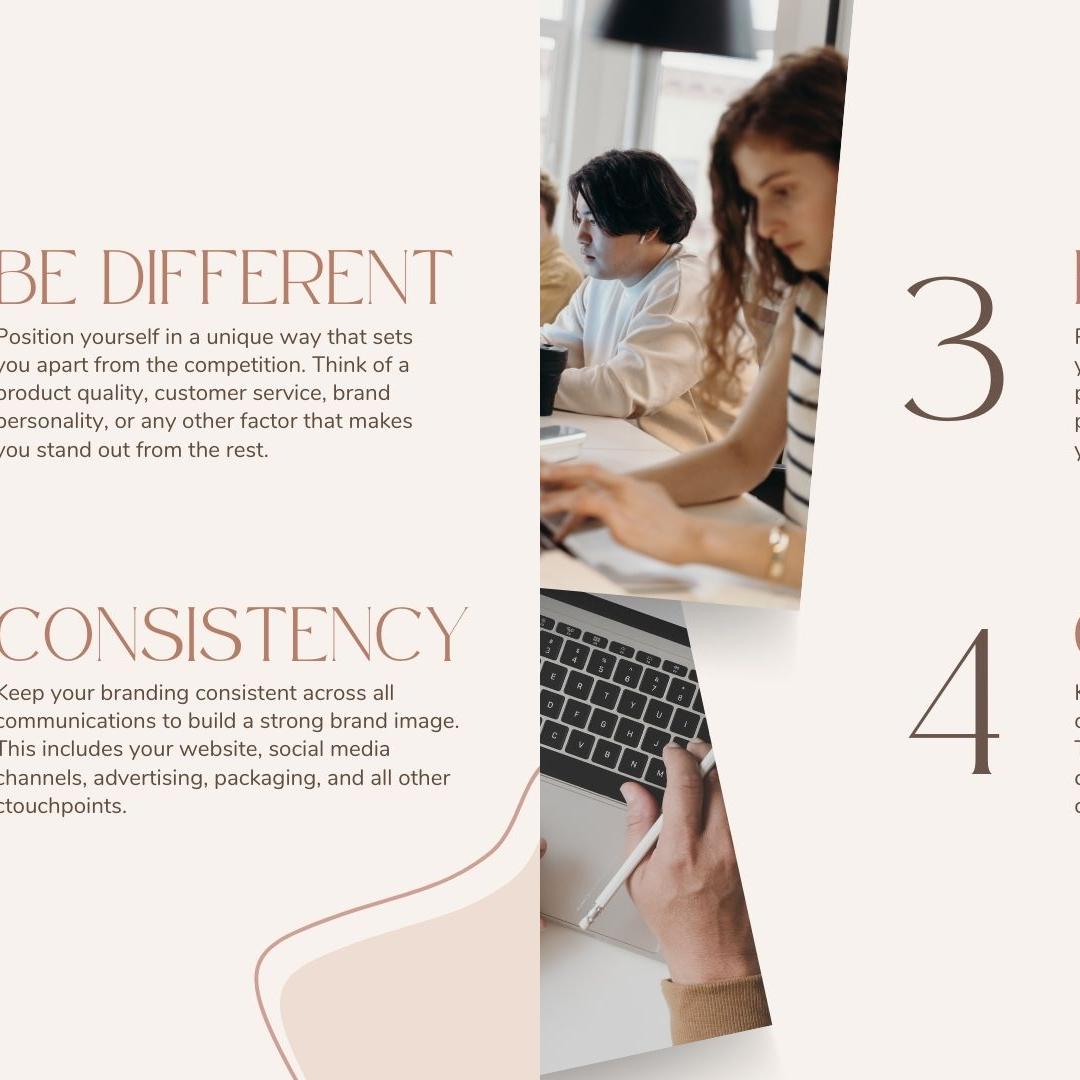 BE DIFFERENT
Position yourself in a unique way that sets
you apart from the competition. Think of a
product quality, customer service, brand
personality, or any other factor that makes
you stand out from the rest.
CONSISTENCY
Keep your branding consistent across all
communications to build a strong brand image.
This includes your website, social media
channels, advertising, packaging, and all other
ctouchpoints.
3
4